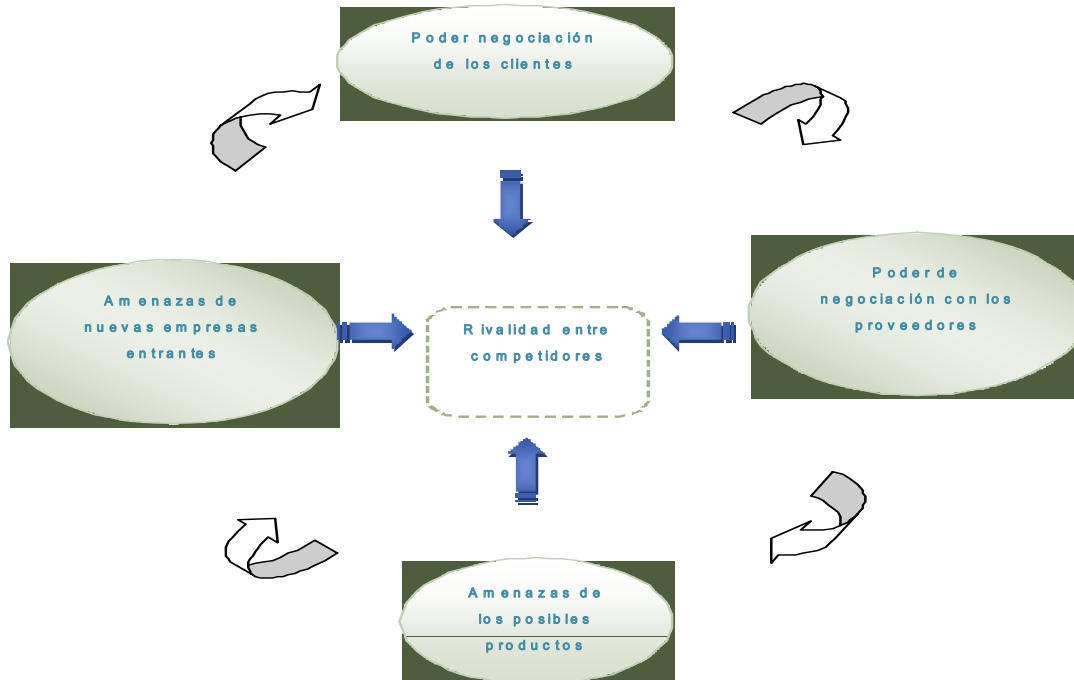 Poder negociación
de los clientes
Amenazas de
nuevas empresas
entrantes
Rivalidad entre
competidores
Poder de
negociación con los
proveedores
Amenazas de
los posibles
productos